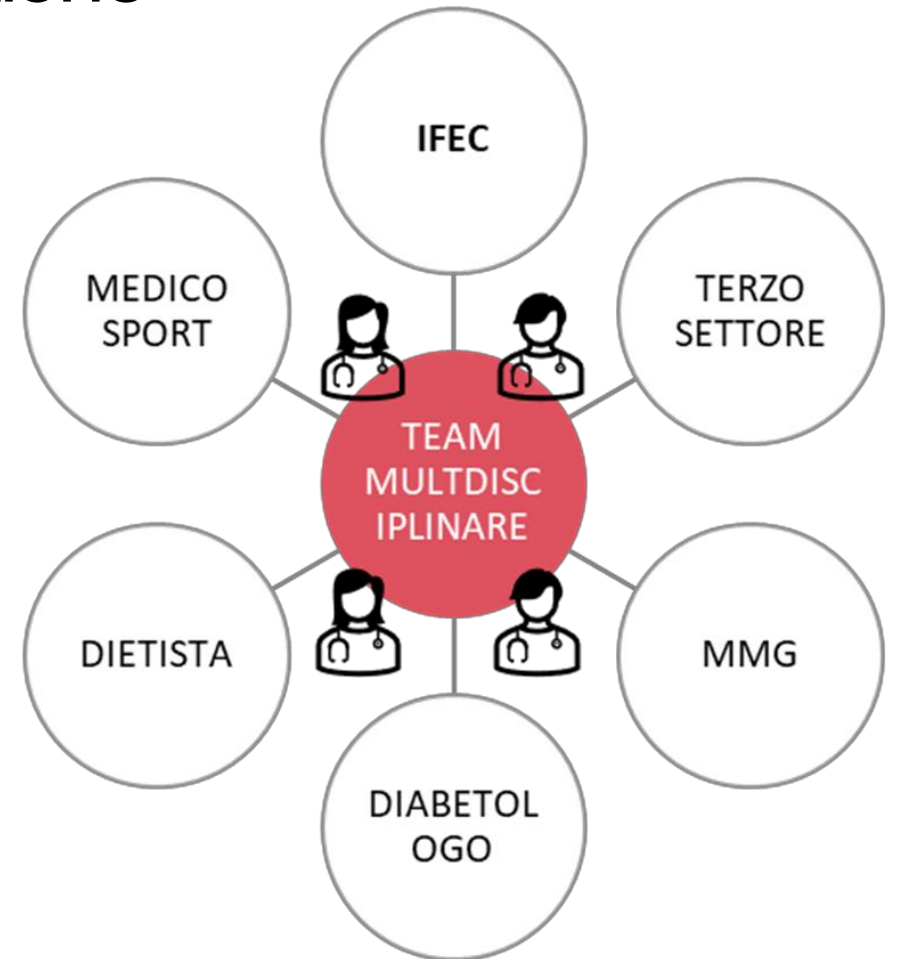 IFEC
MEDICO
SPORT
TERZO
SETTORE
TEAM
MULTDISC
IPLINARE
DIETISTA
MMG
DIABETOL
OGO